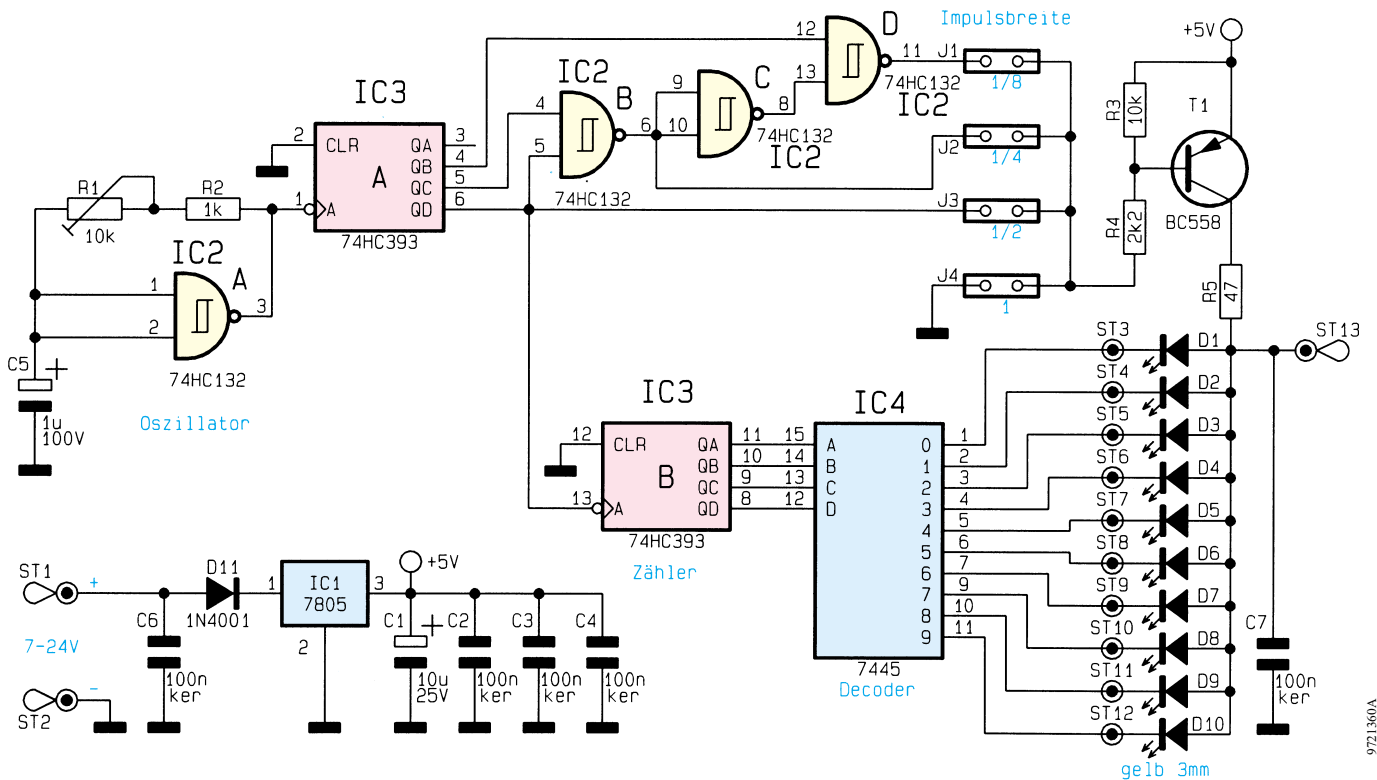 Impulsbreite
+5V
IC3
2 CLR QA 3
QB 4
A QC 5
1 A QD 6
74HC393
R1
10k
R2
1k
IC2
A
1
2
3
74HC132
C5
+
1u
100V
Oszillator
IC2
B
4
5
6
74HC132
C
9
10
8
74HC132
IC2
D
12
13
11
74HC132
IC2
J1
1/8
J2
1/4
J3
1/2
J4
1
R3
10k
R4
2k2
T1
BC558
R5
47
ST13
IC3
12 CLR QA 11
QB 10
B QC 9
13 A QD 8
74HC393
Zähler
IC4
15 A 0 1
14 B 1 2
13 C 2 3
12 D 3 4
4 5
5 6
6 7
7 9
8 10
9 11
7445
Decoder
ST3 D1
ST4 D2
ST5 D3
ST6 D4
ST7 D5
ST8 D6
ST9 D7
ST10 D8
ST11 D9
ST12 D10
gelb 3mm
C7
100n
ker
ST1
+
7-24V
-
ST2
C6
100n
ker
D11
1N4001
1
IC1
7805
3
2
+5V
C1
+
10u
25V
C2
100n
ker
C3
100n
ker
C4
100n
ker
9721360A